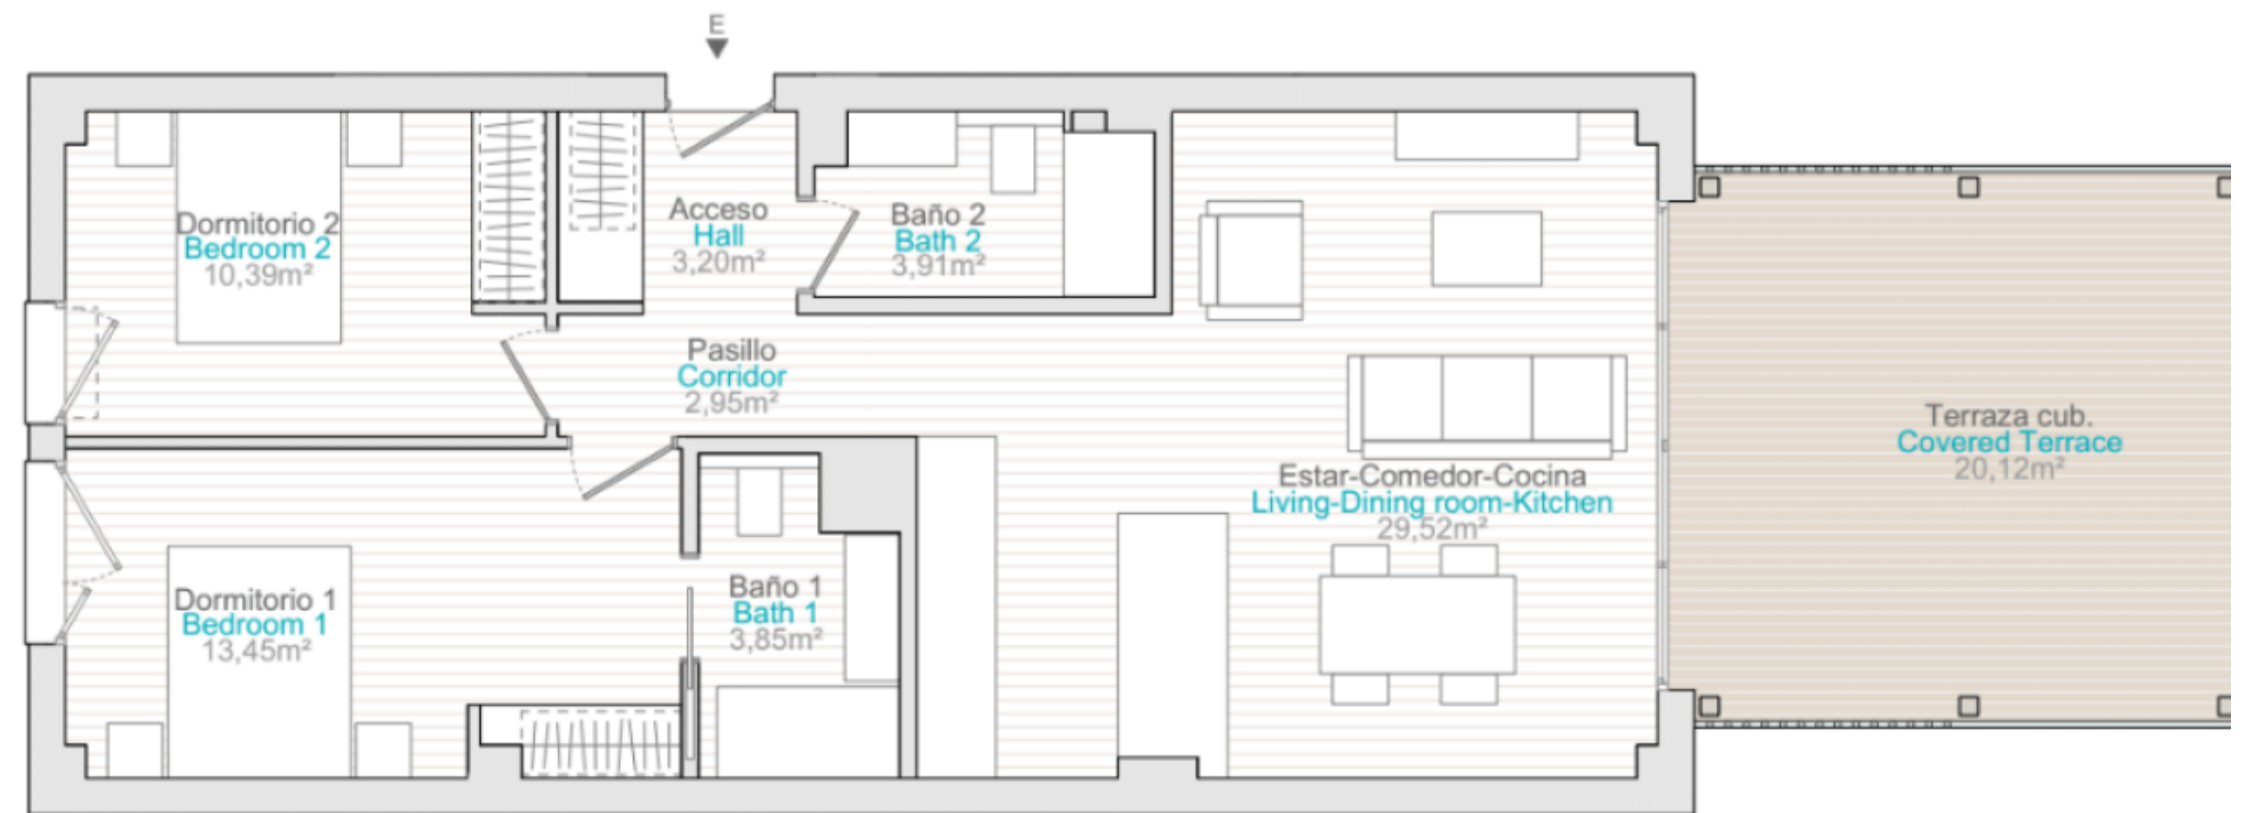 E
Dormitorio 2
Bedroom 2
10,39m²
Acceso
Hall
3,20m²
Baño 2
Bath 2
3,91m²
Pasillo
Corridor
2,95m²
Terraza cub.
Covered Terrace
20,12m²
Estar-Comedor-Cocina
Living-Dining room-Kitchen
29,52m²
Dormitorio 1
Bedroom 1
13,45m²
Baño 1
Bath 1
3,85m²